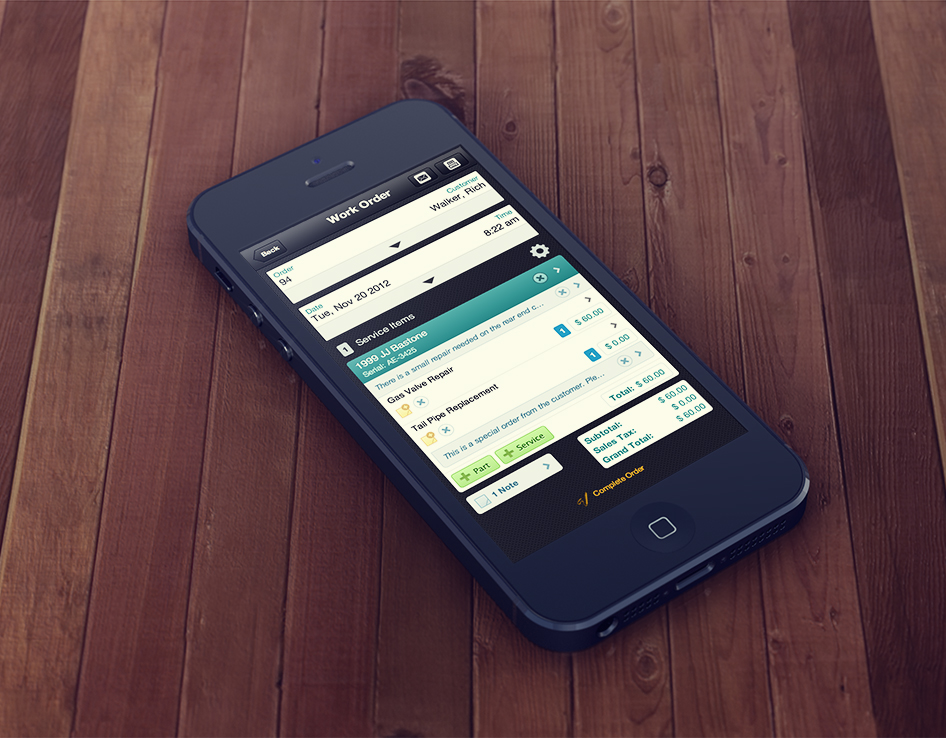 Back
Work Order
Order
94
Customer
Walker, Rich
Date
Tue, Nov 20 2012
Time
8:22 am
1 Service Items
1999 JJ Bastone
Serial: AE-3425
There is a small repair needed on the rear end c...
Gas Valve Repair
1 $ 60.00
Tail Pipe Replacement
1 $ 0.00
This is a special order from the customer. Ple...
Part
Service
Total: $ 60.00
1 Note
Subtotal: $ 60.00
Sales Tax: $ 0.00
Grand Total: $ 60.00
Complete Order